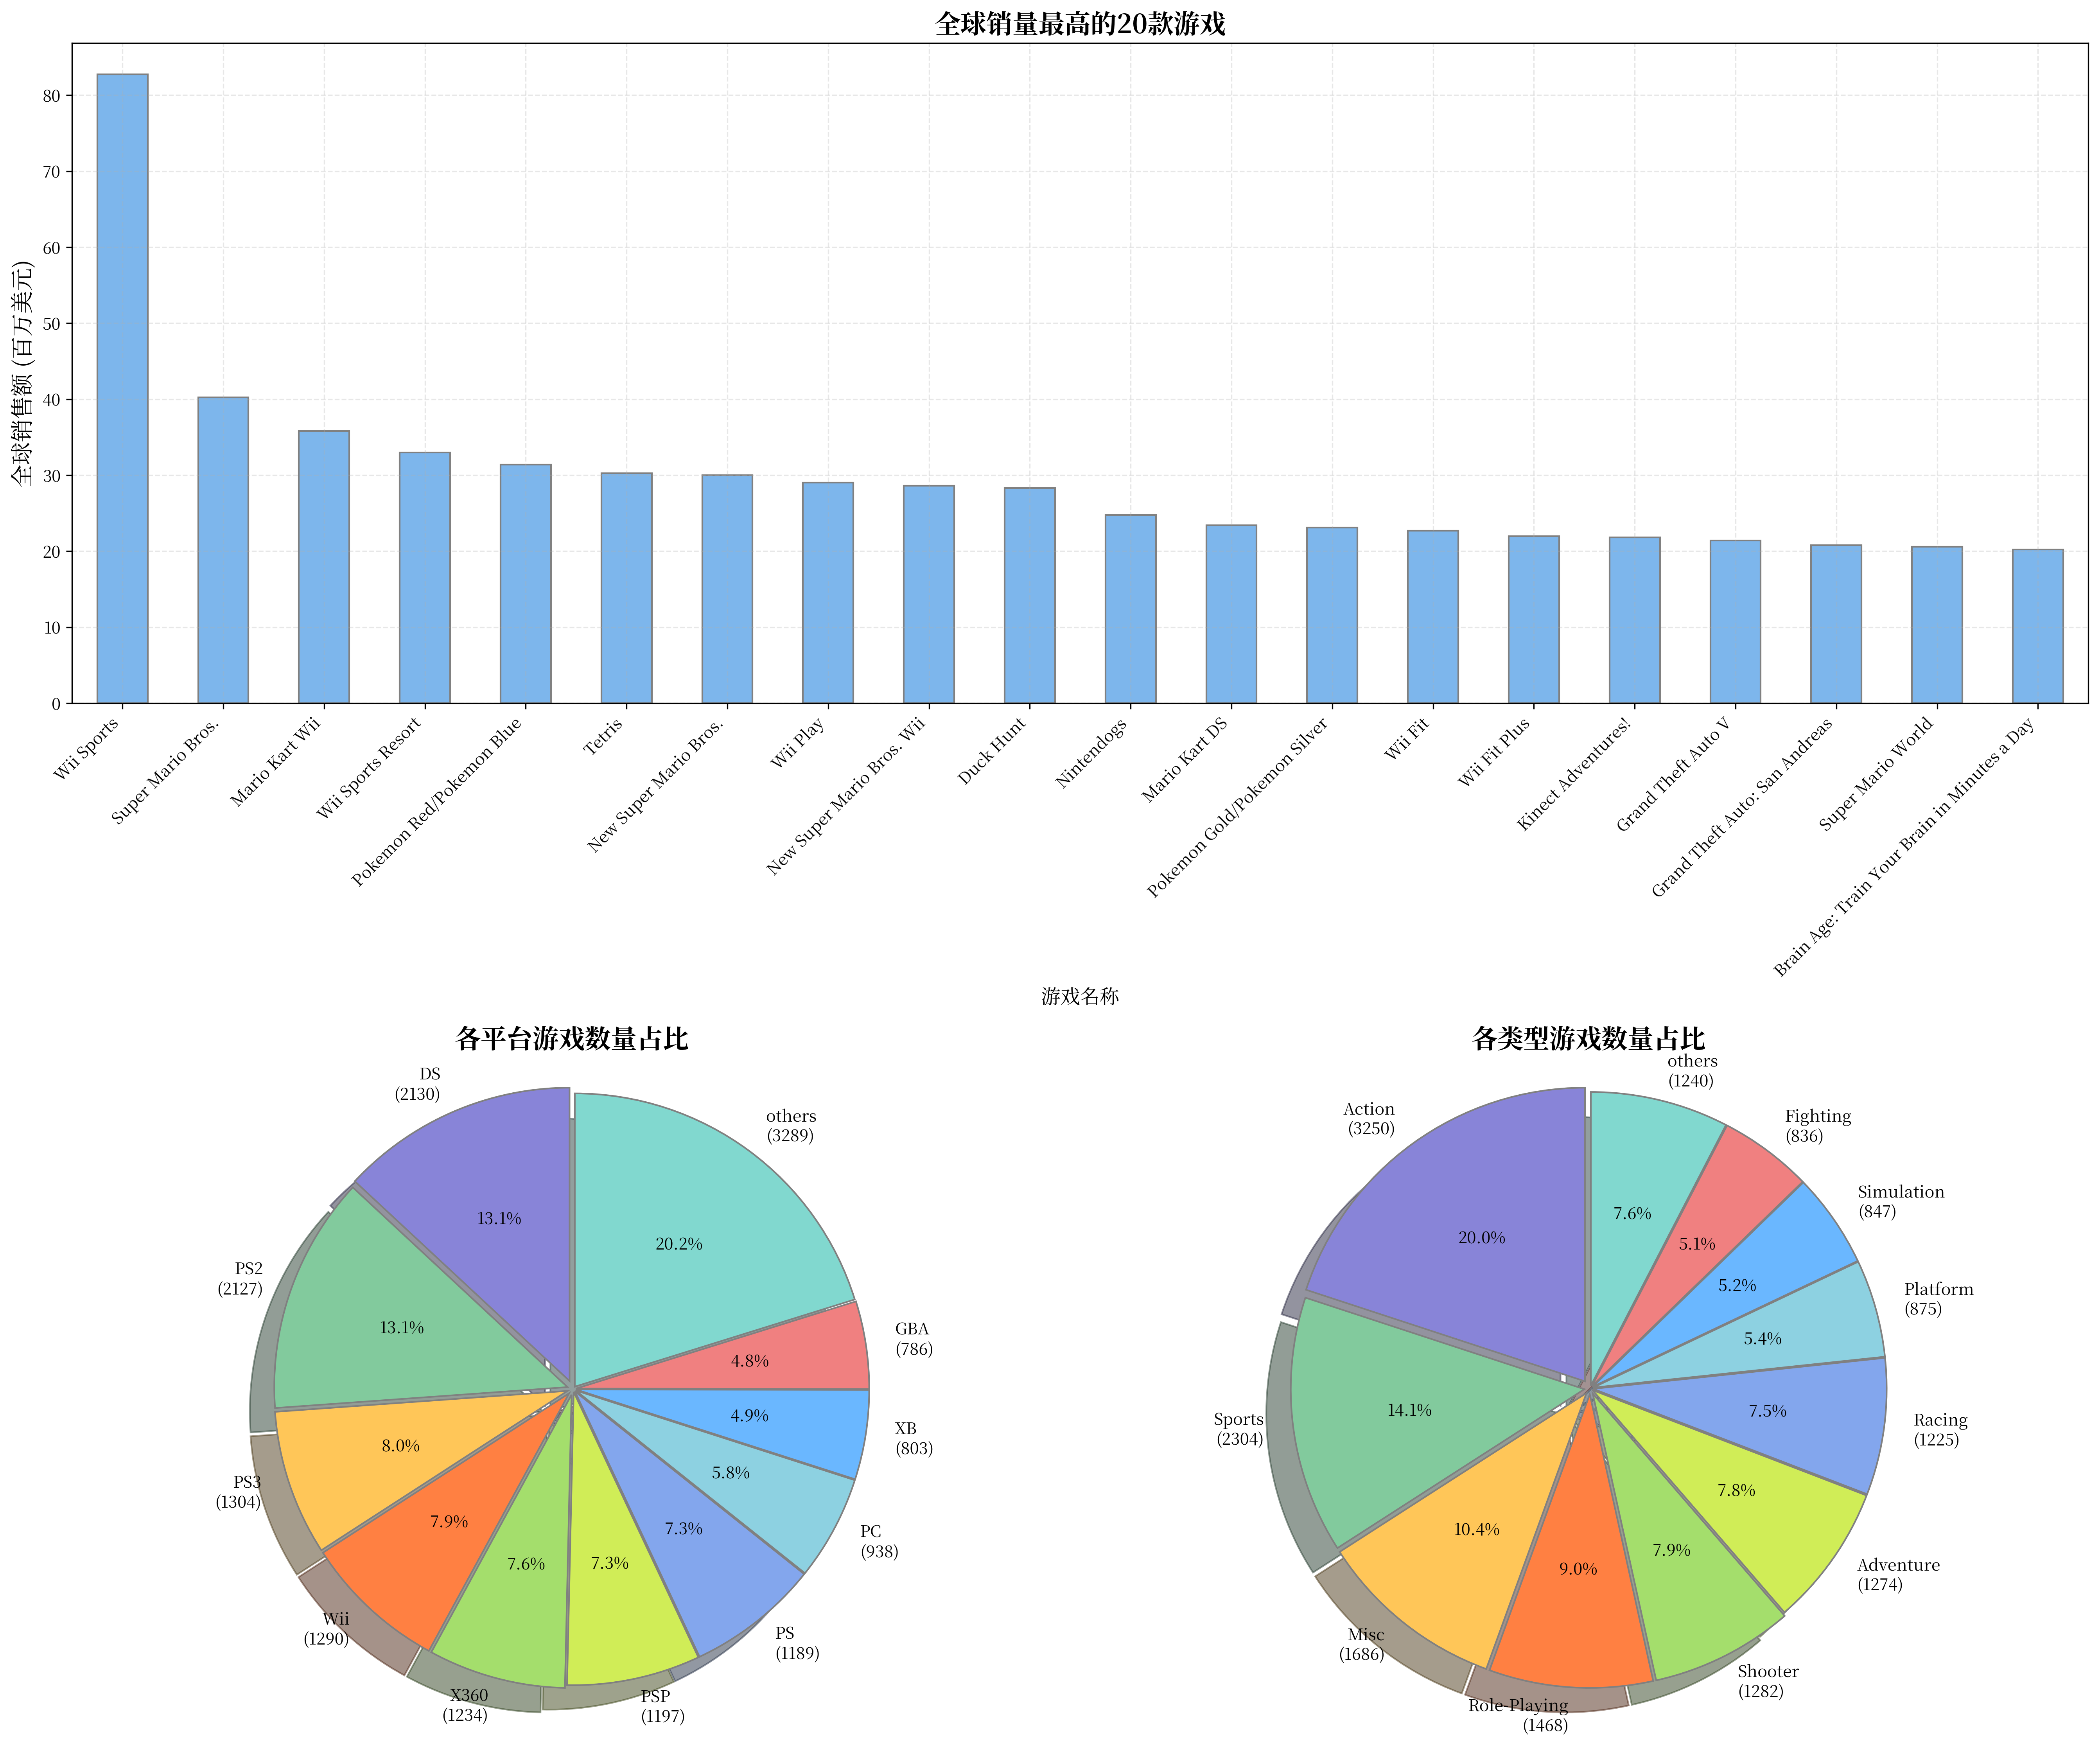 全球销量最高的20款游戏
全球销售额 (百万美元)
80
70
60
50
40
30
20
10
0
Wii Sports
Super Mario Bros.
Mario Kart Wii
Wii Sports Resort
Pokemon Red/Pokemon Blue
Tetris
New Super Mario Bros.
Wii Play
New Super Mario Bros. Wii
Duck Hunt
Nintendogs
Mario Kart DS
Pokemon Gold/Pokemon Silver
Wii Fit
Wii Fit Plus
Kinect Adventures!
Grand Theft Auto V
Grand Theft Auto: San Andreas
Super Mario World
Brain Age: Train Your Brain in Minutes a Day
游戏名称
各平台游戏数量占比
DS
(2130)
13.1%
PS2
(2127)
13.1%
PS3
(1304)
8.0%
Wii
(1290)
7.9%
X360
(1234)
7.6%
PSP
(1197)
7.3%
PS
(1189)
7.3%
PC
(938)
5.8%
XB
(803)
4.9%
GBA
(786)
4.8%
others
(3289)
20.2%
各类型游戏数量占比
Action
(3250)
20.0%
Sports
(2304)
14.1%
Misc
(1686)
10.4%
Role-Playing
(1468)
9.0%
Shooter
(1282)
7.9%
Adventure
(1274)
7.8%
Racing
(1225)
7.5%
Platform
(875)
5.4%
Simulation
(847)
5.2%
Fighting
(836)
5.1%
others
(1240)
7.6%